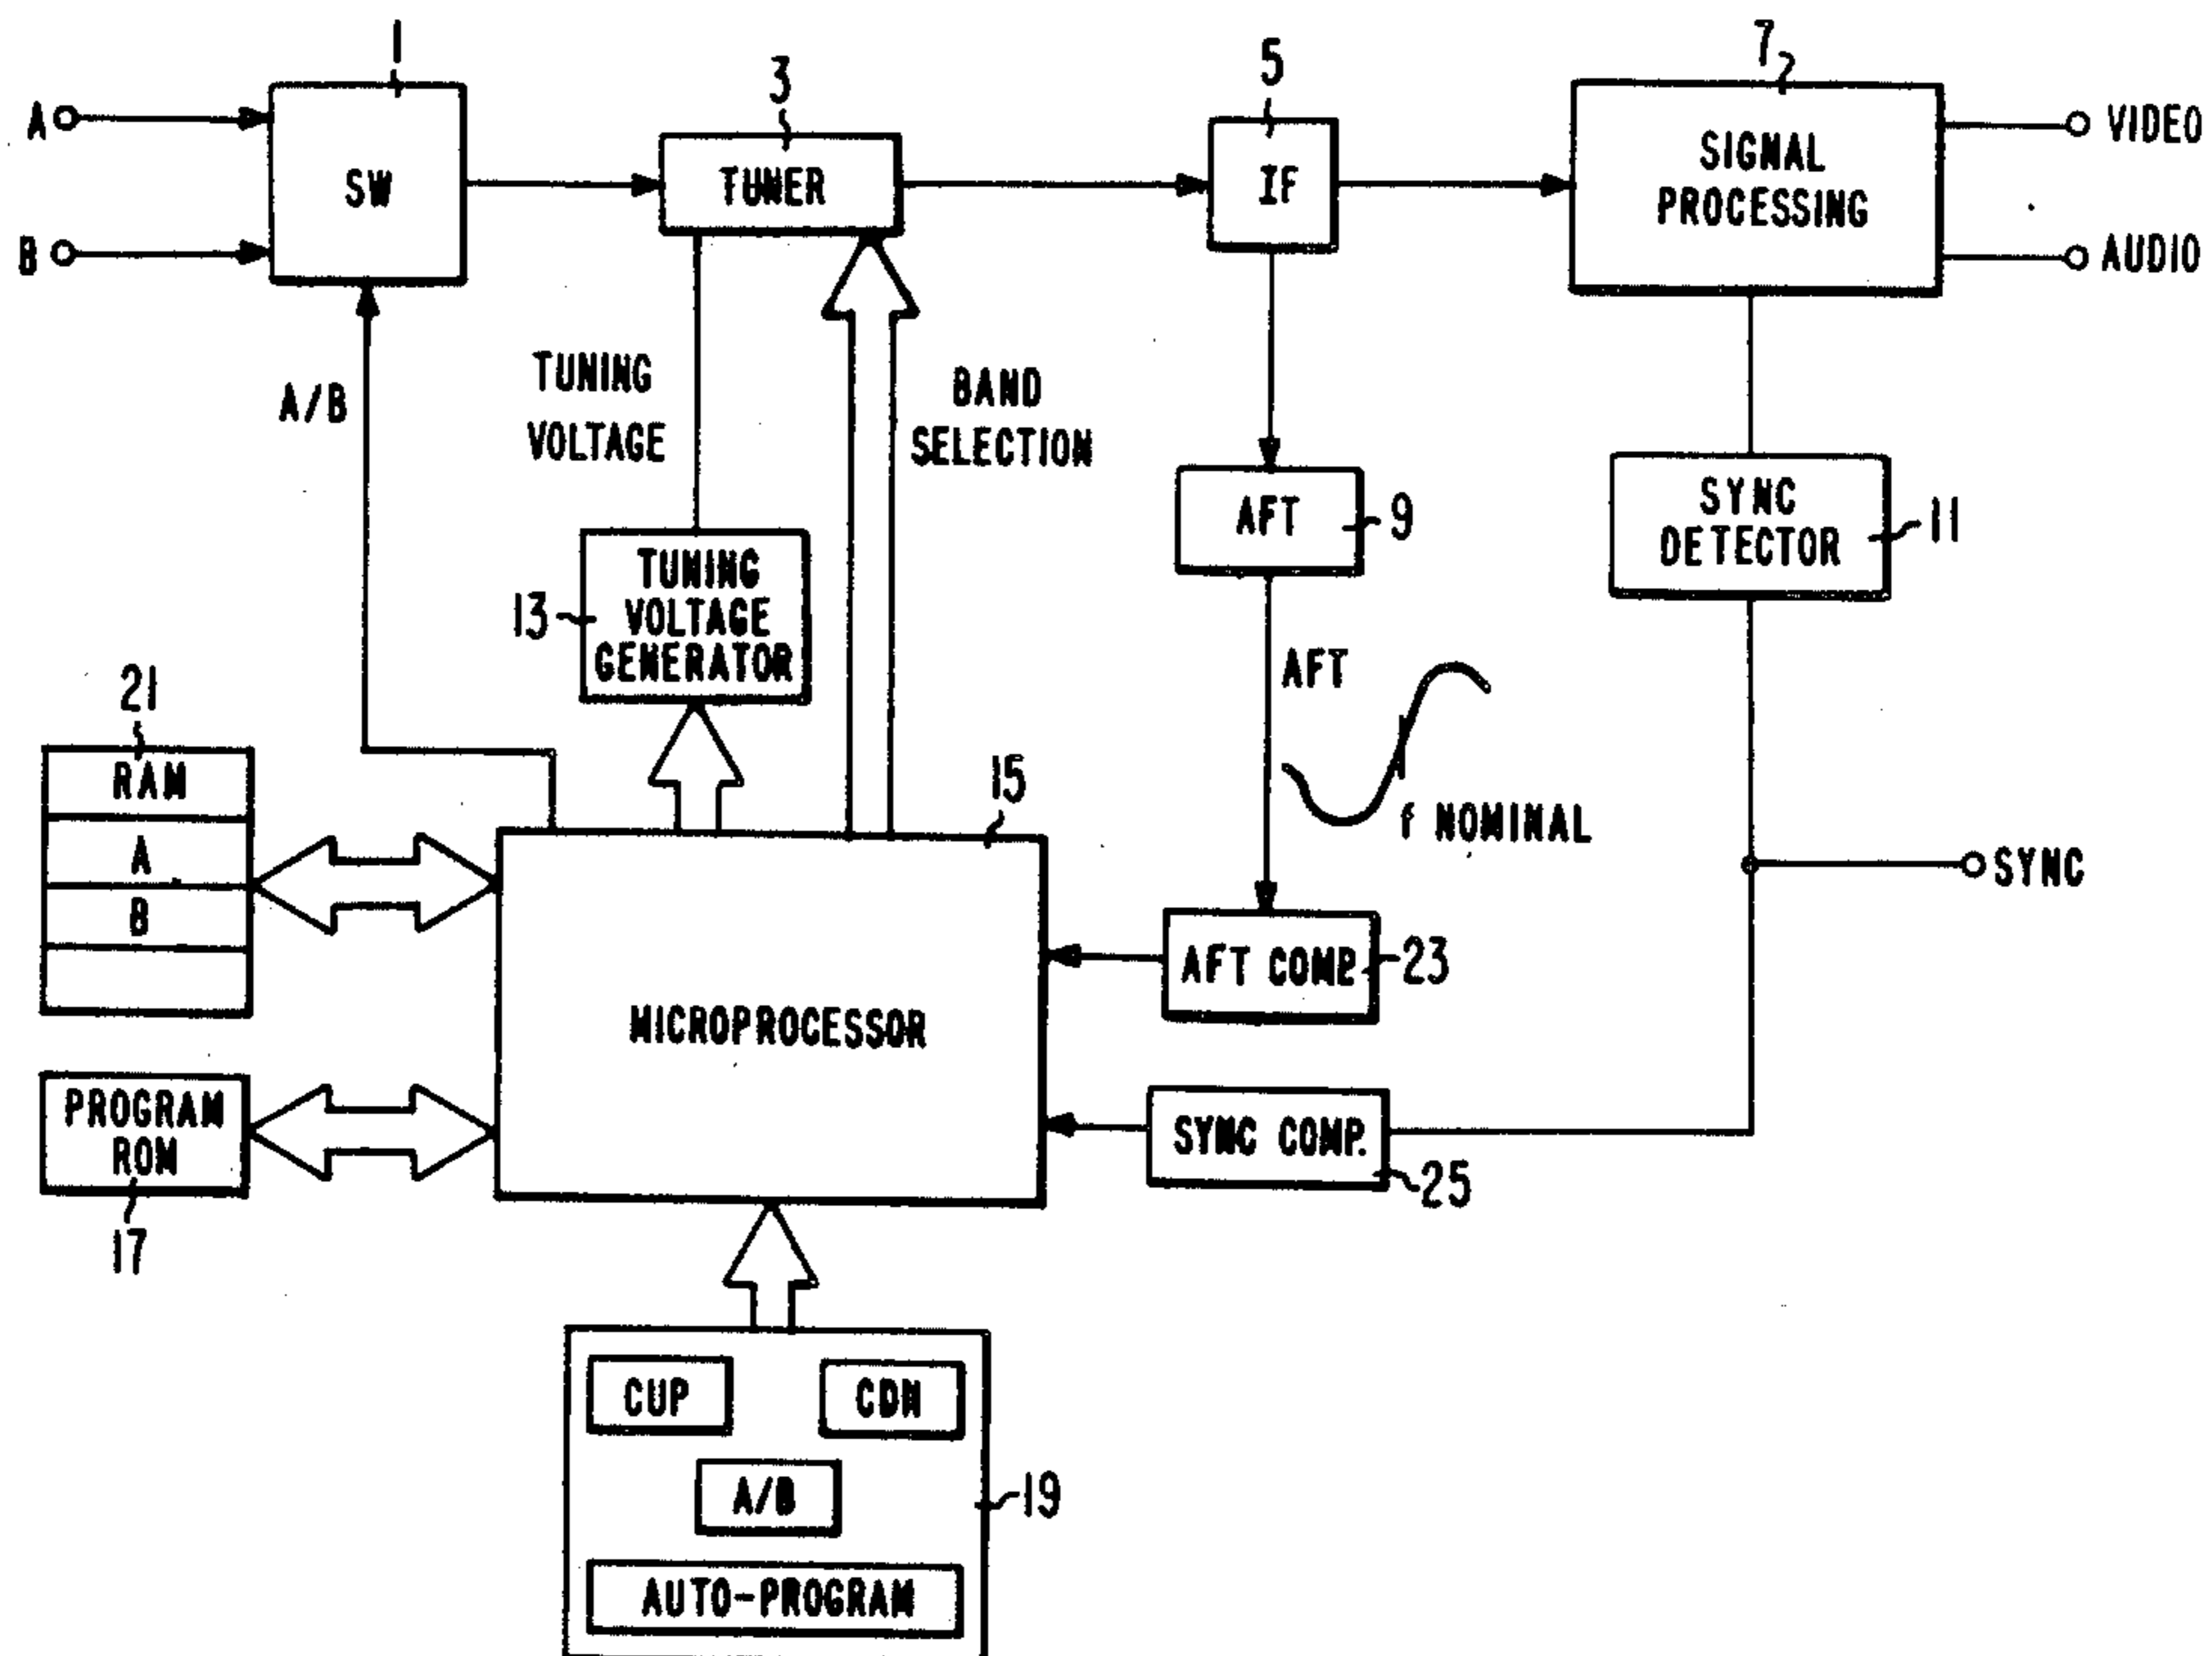 1
3
5
7
A
SW
TUNER
IF
SIGNAL
PROCESSING
VIDEO
B
AUDIO
A/B
TUNING
VOLTAGE
BAND
SELECTION
AFT
9
SYNC
DETECTOR
11
13
TUNING
VOLTAGE
GENERATOR
AFT
f NOMINAL
21
RAM
A
B
15
MICROPROCESSOR
AFT COMP.
23
SYNC
PROGRAM
ROM
17
SYNC COMP.
25
CUP
CDN
A/B
19
AUTO-PROGRAM